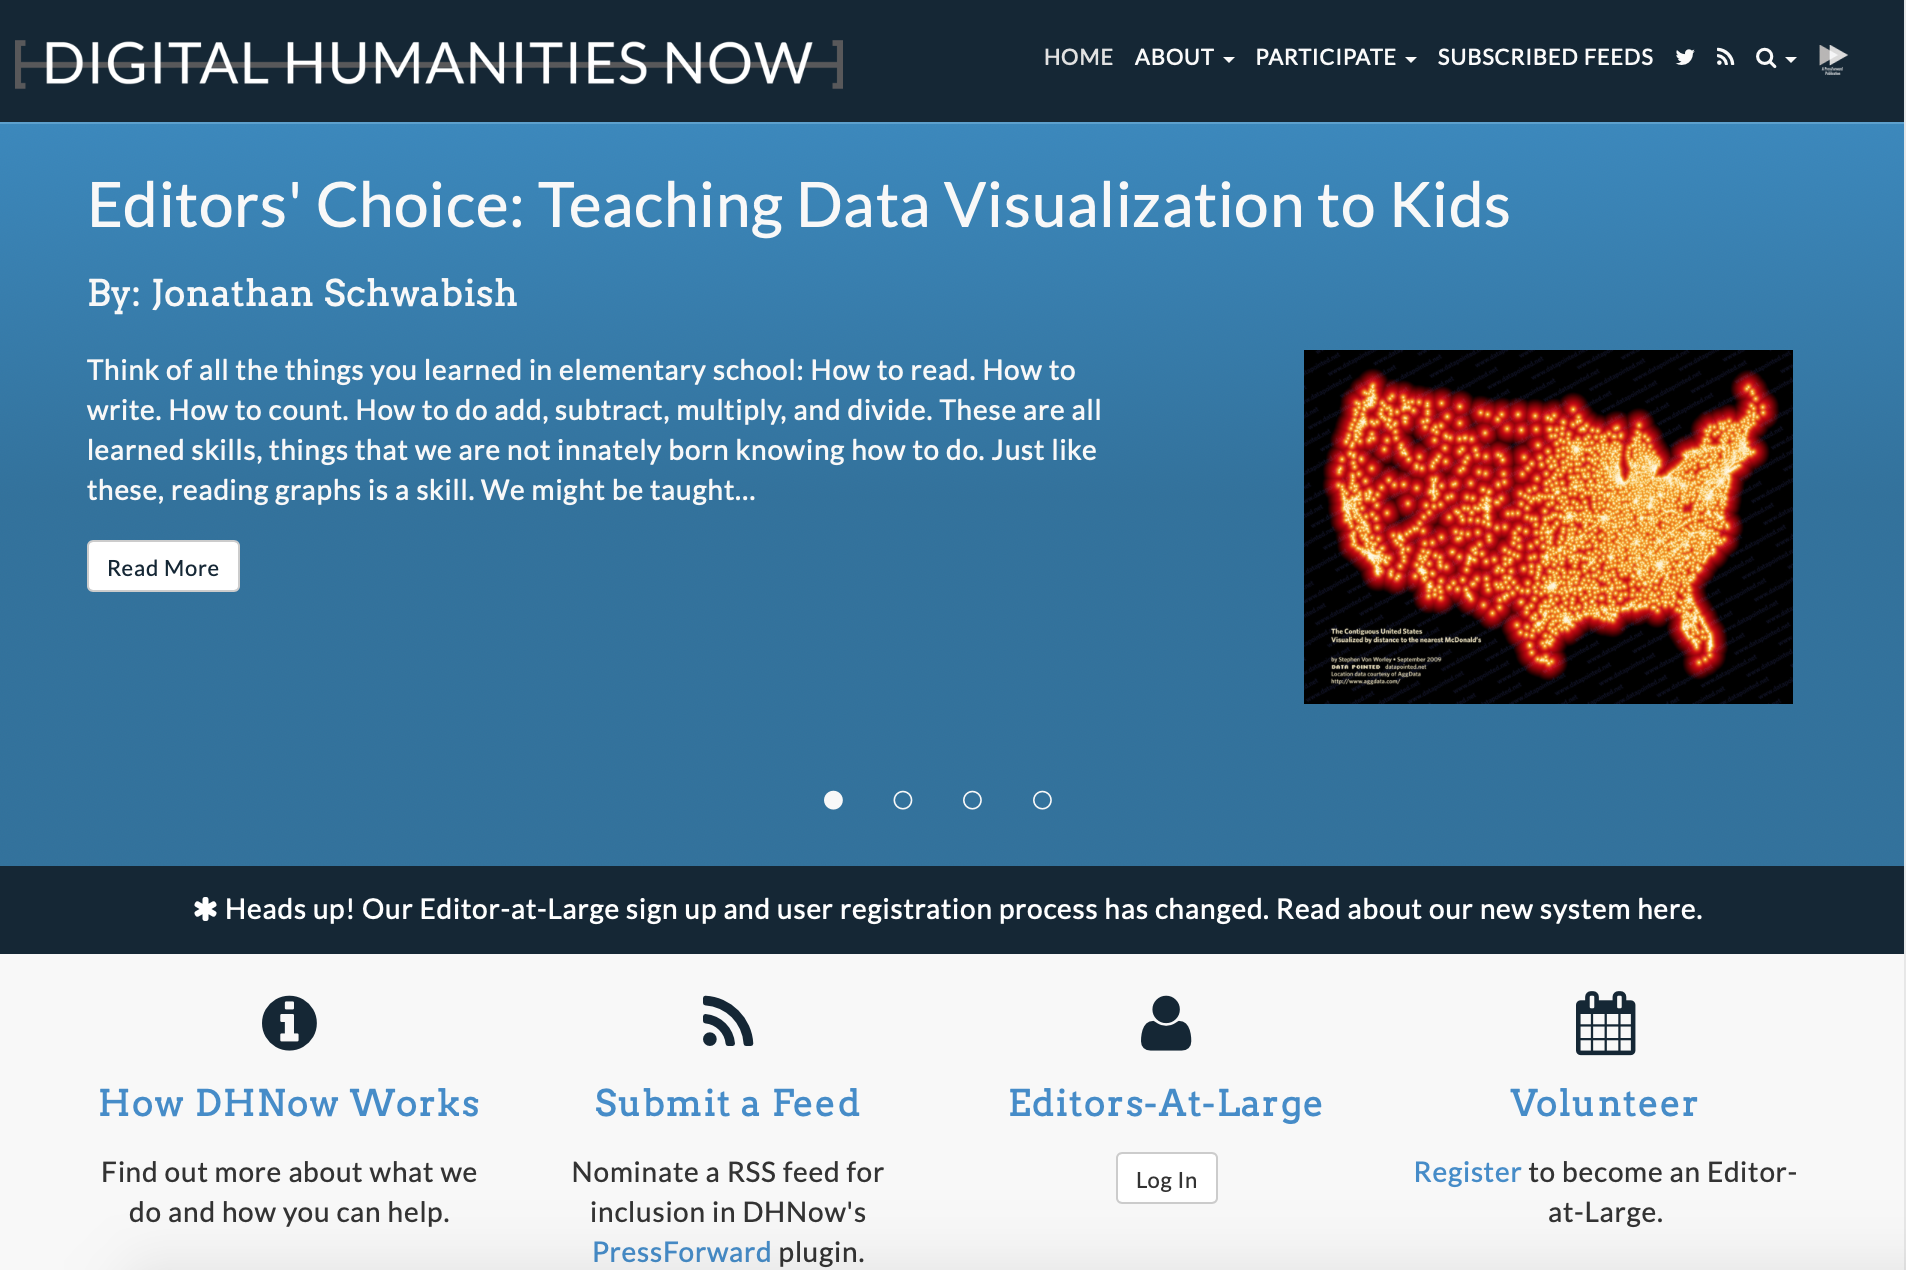 DIGITAL HUMANITIES NOW
HOME ABOUT PARTICIPATE SUBSCRIBED FEEDS
Editors' Choice: Teaching Data Visualization to Kids
By: Jonathan Schwabish
Think of all the things you learned in elementary school: How to read. How to
write. How to count. How to do add, subtract, multiply, and divide. These are all
learned skills, things that we are not innately born knowing how to do. Just like
these, reading graphs is a skill. We might be taught...
Read More
The Contiguous United States
Visualized by distance to the nearest McDonald's
by Stephen Von Worley • September 2009
DATA POINTED datapointed.net
Location data courtesy of AggData
http://www.aggdata.com/
Heads up! Our Editor-at-Large sign up and user registration process has changed. Read about our new system here.
How DHNow Works
Find out more about what we
do and how you can help.
Submit a Feed
Nominate a RSS feed for
inclusion in DHNow's
PressForward plugin.
Editors-At-Large
Log In
Volunteer
Register to become an Editor-
at-Large.